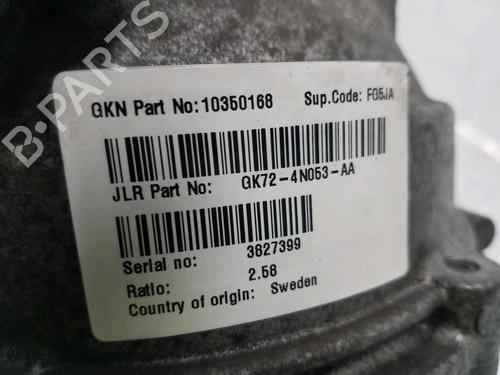 GKN Part No:10350168 Sup.Code: FG5JA
JLR Part No: GK72-4N053-AA
Serial no: 3827399
Ratio: 2.58
Country of origin: Sweden
B-PARTS